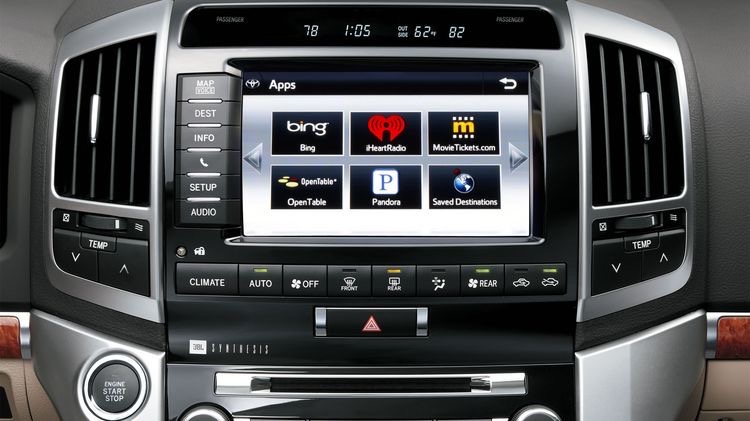 PASSENGER PASSENGER
78 1:05 OUT SIDE 62°F 82
MAP
VOICE
DEST
INFO
SETUP
AUDIO
Apps
bing
Bing
iHeartRadio
m
MovieTickets.com
OpenTable
OpenTable
P
Pandora
Saved Destinations
TEMP
TEMP
CLIMATE AUTO OFF FRONT REAR REAR
JBL SYNTHESIS
ENGINE
START
STOP